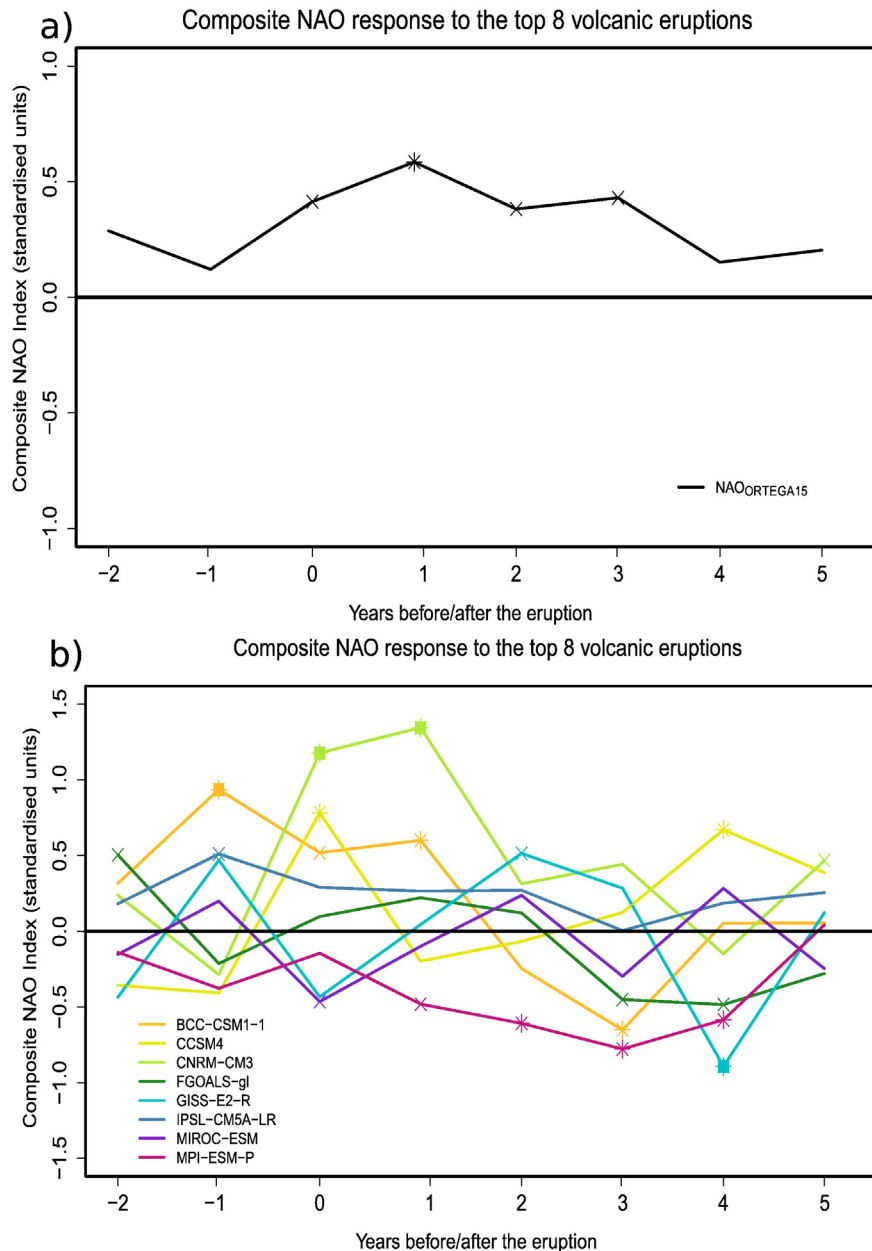 a)
Composite NAO response to the top 8 volcanic eruptions
Composite NAO Index (standardised units)
1.0
0.5
0.0
−0.5
−1.0
NAOORTEGA15
−2 −1 0 1 2 3 4 5
Years before/after the eruption
b)
Composite NAO response to the top 8 volcanic eruptions
Composite NAO Index (standardised units)
1.5
1.0
0.5
0.0
−0.5
−1.0
−1.5
BCC−CSM1−1
CCSM4
CNRM−CM3
FGOALS−gl
GISS−E2−R
IPSL−CM5A−LR
MIROC−ESM
MPI−ESM−P
−2 −1 0 1 2 3 4 5
Years before/after the eruption